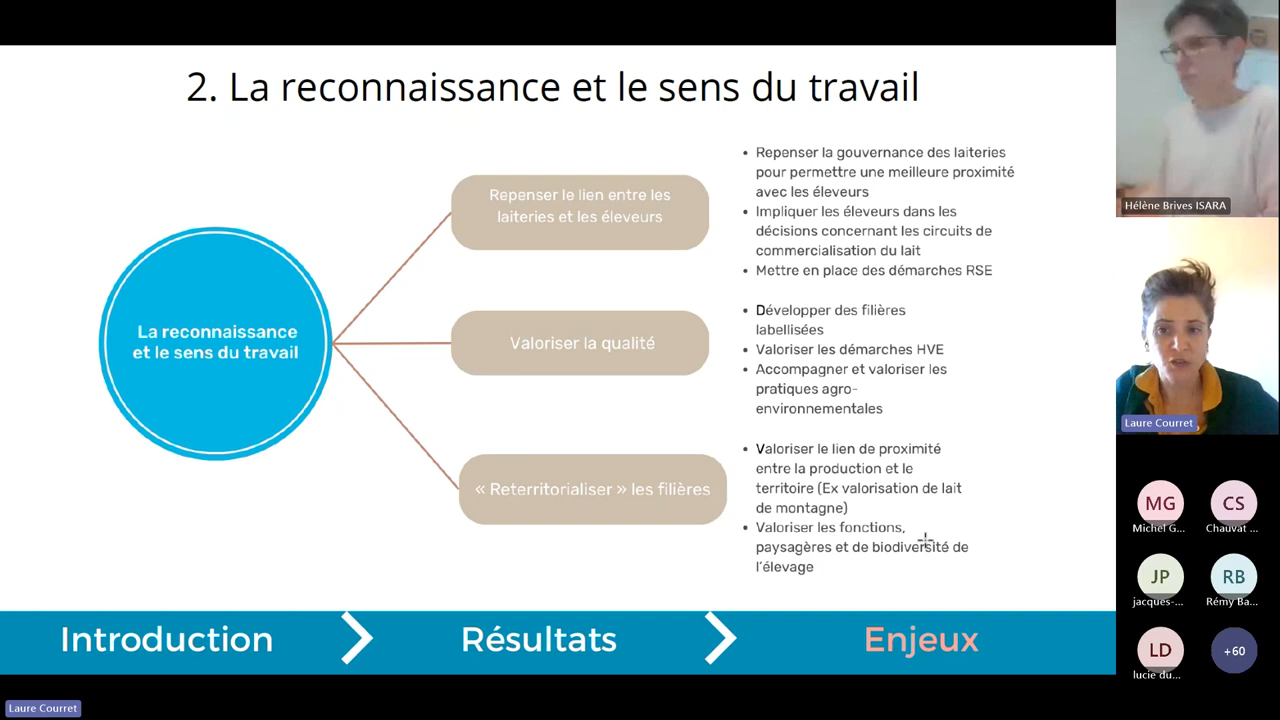 2. La reconnaissance et le sens du travail
La reconnaissance
et le sens du travail
Repenser le lien entre les
laiteries et les éleveurs
• Repenser la gouvernance des laiteries
pour permettre une meilleure proximité
avec les éleveurs
• Impliquer les éleveurs dans les
décisions concernant les circuits de
commercialisation du lait
• Mettre en place des démarches RSE
Valoriser la qualité
• Développer des filières
labellisées
• Valoriser les démarches HVE
• Accompagner et valoriser les
pratiques agro-
environnementales
« Reterritorialiser » les filières
• Valoriser le lien de proximité
entre la production et le
territoire (Ex valorisation de lait
de montagne)
• Valoriser les fonctions,
paysagères et de biodiversité de
l'élevage
Introduction
Résultats
Enjeux
Hélène Brives ISARA
Laure Courret
MG
Michel G...
CS
Chauvat ...
JP
jacques-...
RB
Rémy Ba...
LD
lucie du...
+60
Laure Courret